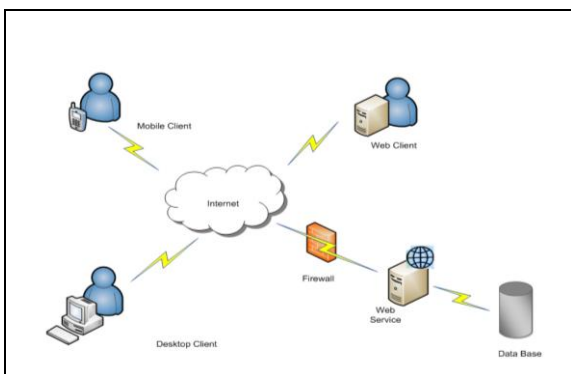 Mobile Client
Web Client
Internet
Firewall
Web
Service
Desktop Client
Data Base